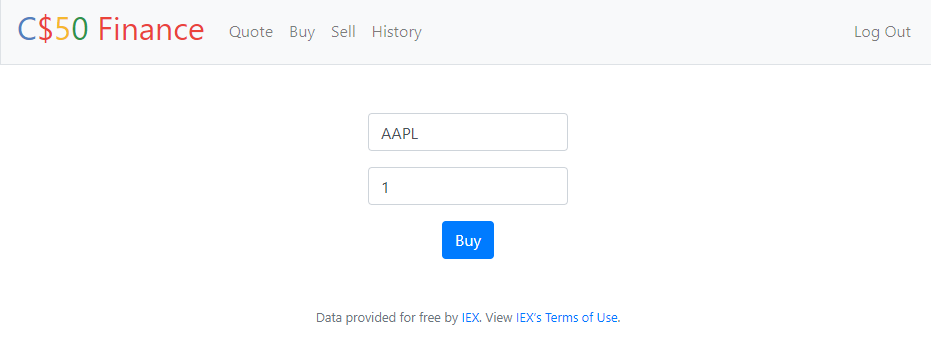 C$50 Finance Quote Buy Sell History Log Out
AAPL
1
Buy
Data provided for free by IEX. View IEX's Terms of Use.